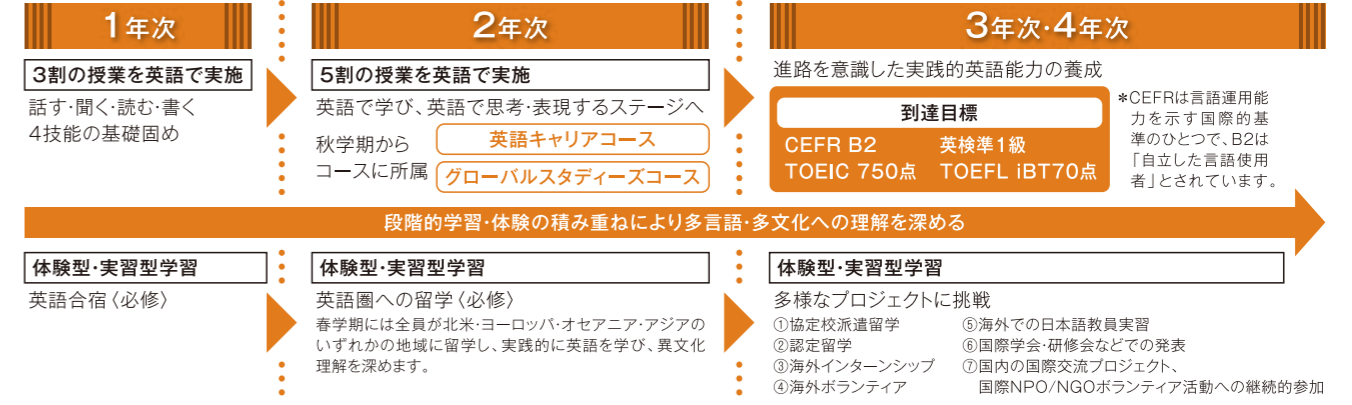 1年次
3割の授業を英語で実施
話す・聞く・読む・書く
4技能の基礎固め
2年次
5割の授業を英語で実施
英語で学び、英語で思考・表現するステージへ
秋学期から
コースに所属
英語キャリアコース
グローバルスタディーズコース
3年次・4年次
進路を意識した実践的英語能力の養成
到達目標
CEFR B2 英検準1級
TOEIC 750点 TOEFL iBT70点
*CEFRは言語運用能
力を示す国際的基
準のひとつで、B2は
「自立した言語使用
者」とされています。
段階的学習・体験の積み重ねにより多言語・多文化への理解を深める
体験型・実習型学習
英語合宿〈必修〉
体験型・実習型学習
英語圏への留学〈必修〉
春学期には全員が北米・ヨーロッパ・オセアニア・アジアの
いずれかの地域に留学し、実践的に英語を学び、異文化
理解を深めます。
体験型・実習型学習
多様なプロジェクトに挑戦
①協定校派遣留学
②認定留学
③海外インターンシップ
④海外ボランティア
⑤海外での日本語教員実習
⑥国際学会・研修会などでの発表
⑦国内の国際交流プロジェクト、
国際NPO/NGOボランティア活動への継続的参加